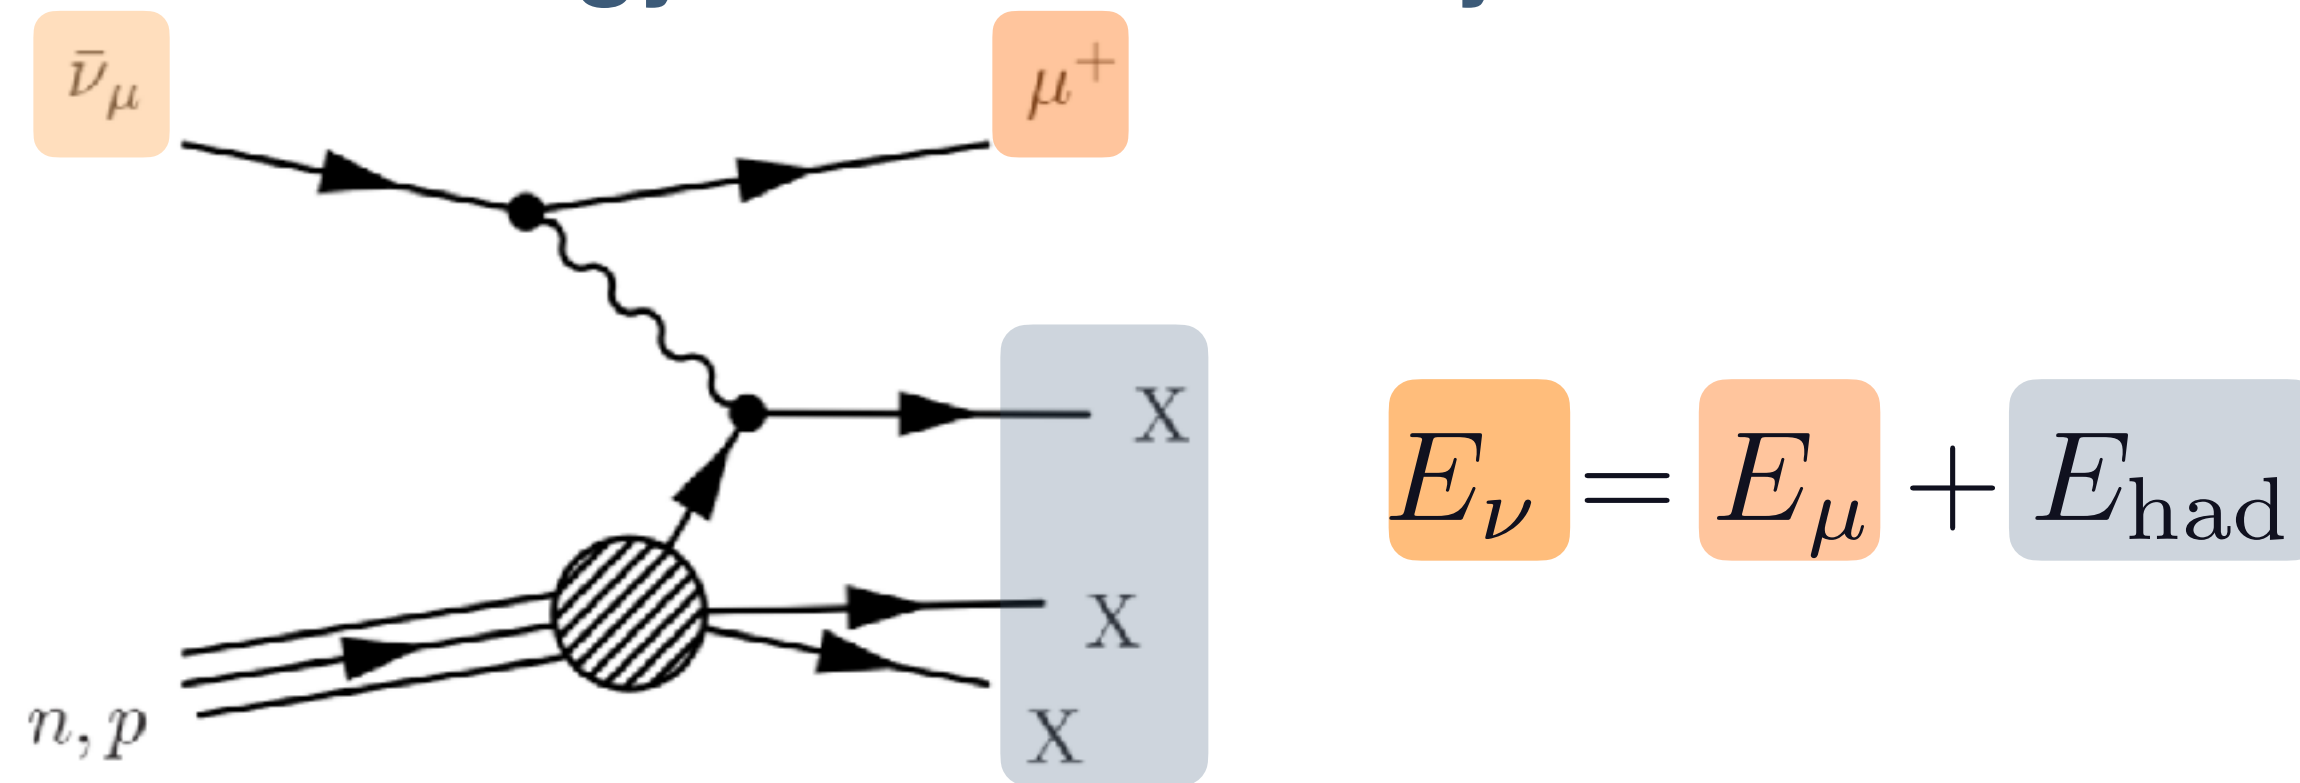 ν̄_μ
μ⁺
X
E_ν = E_μ + E_had
X
n, p
X